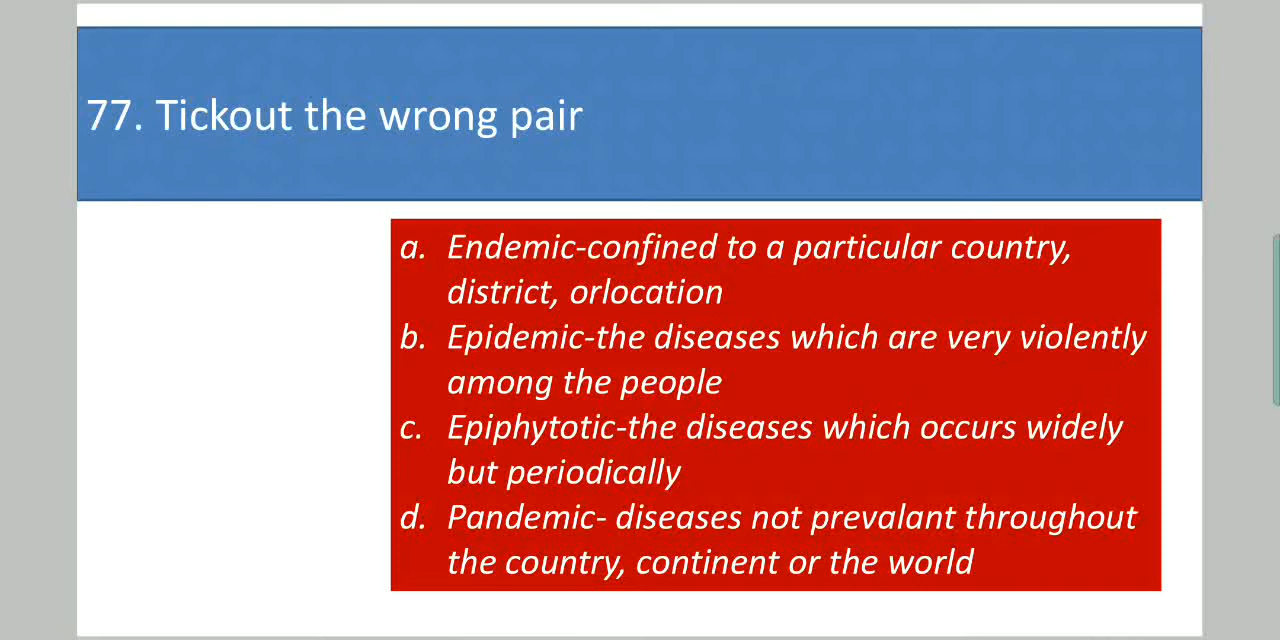 77. Tickout the wrong pair
a. Endemic-confined to a particular country,
district, orlocation
b. Epidemic-the diseases which are very violently
among the people
c. Epiphytotic-the diseases which occurs widely
but periodically
d. Pandemic- diseases not prevalant throughout
the country, continent or the world